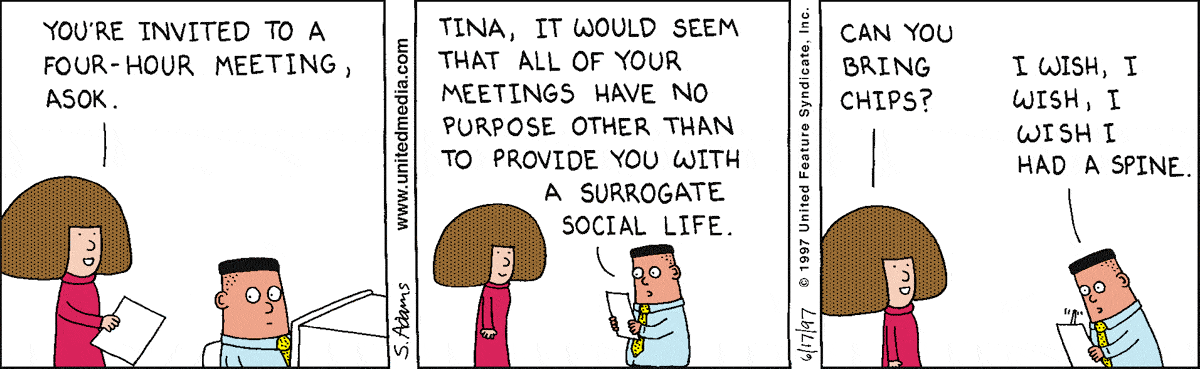 YOU'RE INVITED TO A
FOUR-HOUR MEETING,
ASOK.
S. Adams
www.unitedmedia.com
TINA, IT WOULD SEEM
THAT ALL OF YOUR
MEETINGS HAVE NO
PURPOSE OTHER THAN
TO PROVIDE YOU WITH
A SURROGATE
SOCIAL LIFE.
6/17/97 © 1997 United Feature Syndicate, Inc.
CAN YOU
BRING
CHIPS?
I WISH, I
WISH, I
WISH I
HAD A SPINE.